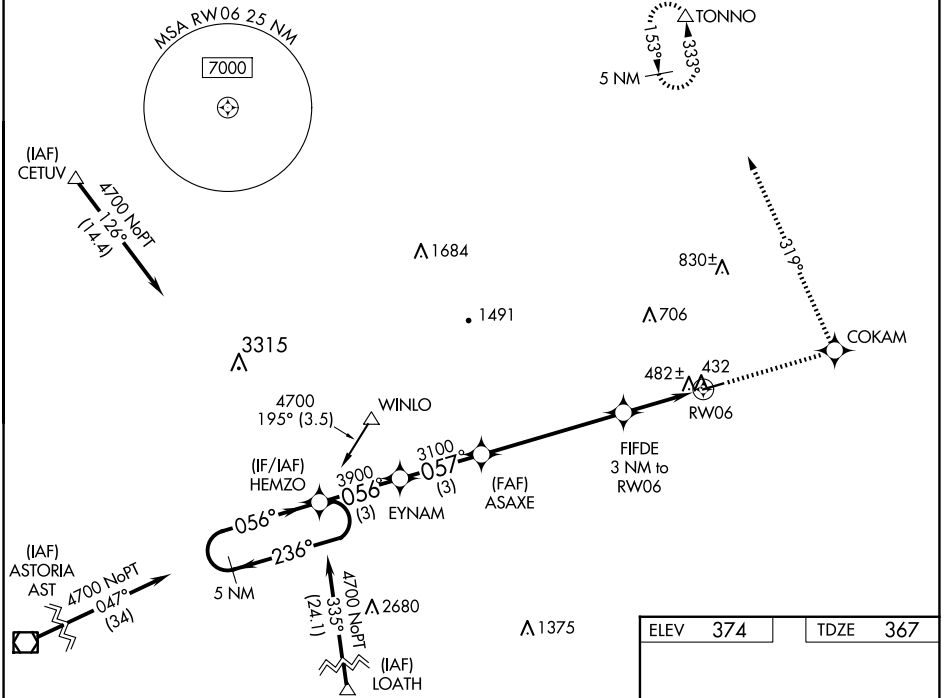 MSA RW06 25 NM
7000
TONNO
153°
333°
5 NM
(IAF)
CETUV
4700 NoPT
126°
(14.4)
1684
830±
319°
1491
706
COKAM
3315
482±
432
RW06
4700
195° (3.5)
WINLO
FIFDE
3 NM to
RW06
(IF/IAF)
HEMZO
3900
056°
(3)
3100
057°
(3)
(FAF)
ASAXE
EYNAM
056°
236°
5 NM
(IAF)
ASTORIA
AST
4700 NoPT
047°
(34)
4700 NoPT
335°
(24.1)
2680
1375
(IAF)
LOATH
ELEV 374
TDZE 367